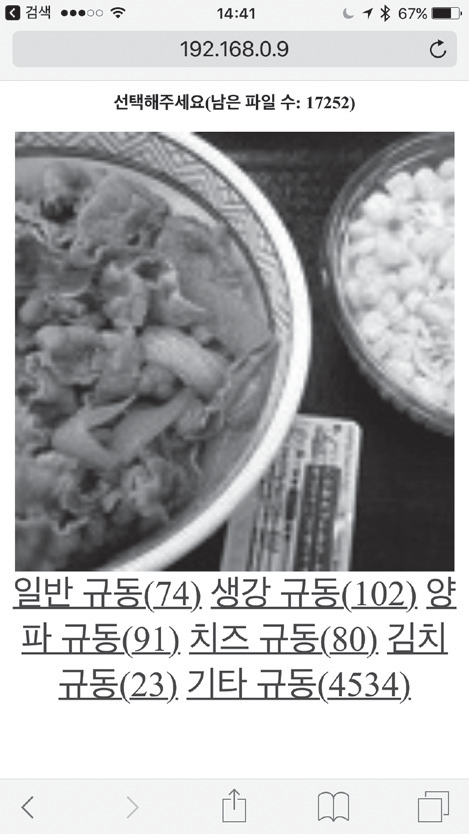 검색 14:41 67%
192.168.0.9
선택해주세요(남은 파일 수: 17252)
일반 규동(74) 생강 규동(102) 양
파 규동(91) 치즈 규동(80) 김치
규동(23) 기타 규동(4534)